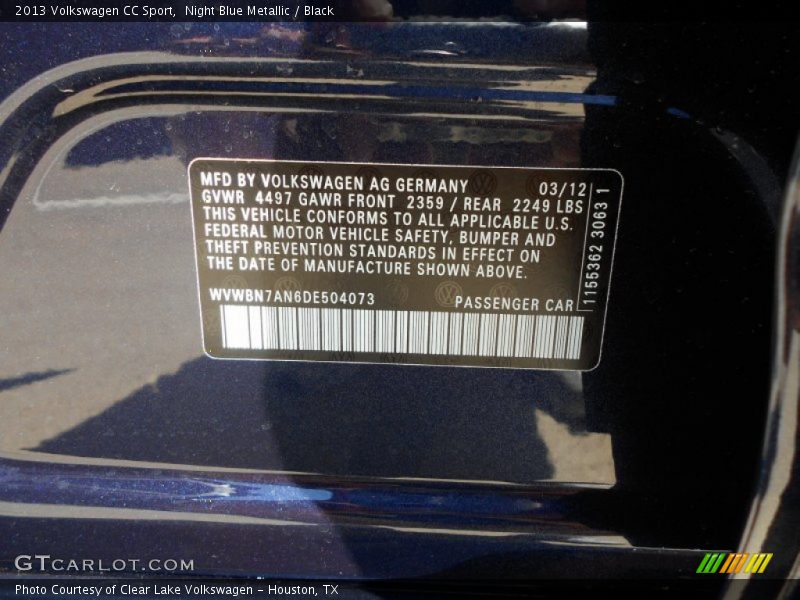 2013 Volkswagen CC Sport,  Night Blue Metallic / Black
MFD BY VOLKSWAGEN AG GERMANY 03/12
GVWR 4497 GAWR FRONT 2359 / REAR 2249 LBS
THIS VEHICLE CONFORMS TO ALL APPLICABLE U.S.
FEDERAL MOTOR VEHICLE SAFETY, BUMPER AND
THEFT PREVENTION STANDARDS IN EFFECT ON
THE DATE OF MANUFACTURE SHOWN ABOVE.
WVWBN7AN6DE504073 PASSENGER CAR
1155362 30631
GTCARLOT.COM
Photo Courtesy of Clear Lake Volkswagen - Houston, TX